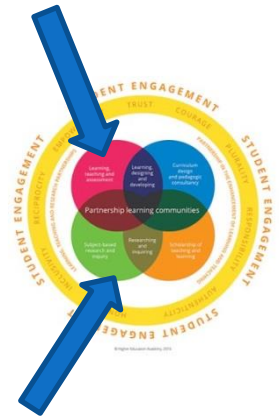 STUDENT ENGAGEMENT
STUDENT ENGAGEMENT
STUDENT ENGAGEMENT
TRUST
COURAGE
PLURALITY
RESPONSIBILITY
AUTHENTICITY
INCLUSIVITY
RECIPROCITY
Learning,
teaching and
assessment
Learning,
designing
and
developing
Curriculum
design
and pedagogic
consultancy
Partnership learning communities
Subject-based
research and
inquiry
Researching
and
inquiring
Scholarship of
teaching and
learning